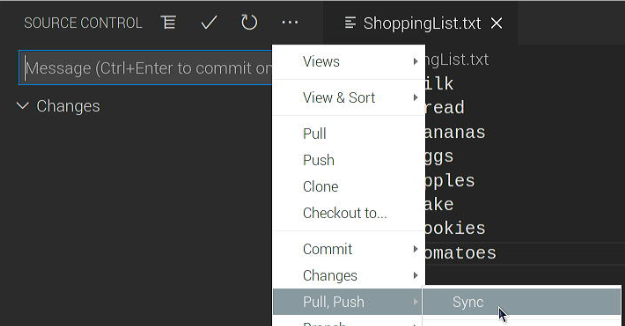 SOURCE CONTROL
ShoppingList.txt
Message (Ctrl+Enter to commit on
Changes
Views
View & Sort
Pull
Push
Clone
Checkout to...
Commit
Changes
Pull, Push
Sync
ngList.txt
ilk
read
ananas
ggs
pples
ake
ookies
omatoes